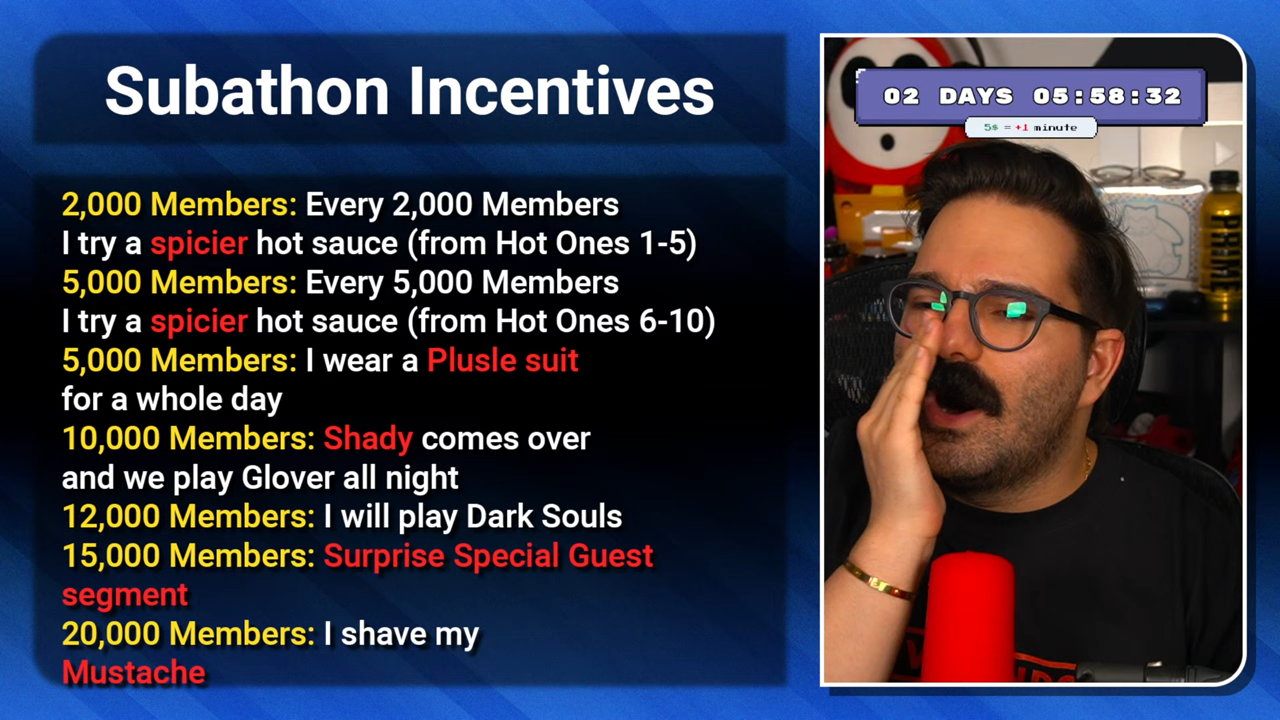 Subathon Incentives
2,000 Members: Every 2,000 Members
I try a spicier hot sauce (from Hot Ones 1-5)
5,000 Members: Every 5,000 Members
I try a spicier hot sauce (from Hot Ones 6-10)
5,000 Members: I wear a Plusle suit
for a whole day
10,000 Members: Shady comes over
and we play Glover all night
12,000 Members: I will play Dark Souls
15,000 Members: Surprise Special Guest
segment
20,000 Members: I shave my
Mustache
02 DAYS 05:58:32
5$ = +1 minute